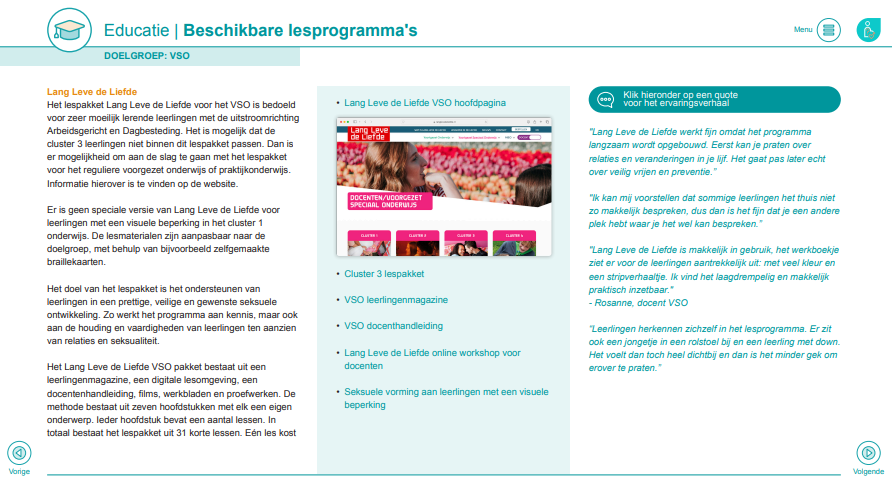 Educatie | Beschikbare lesprogramma's
Menu
DOELGROEP: VSO
Lang Leve de Liefde
Het lespakket Lang Leve de Liefde voor het VSO is bedoeld
voor zeer moeilijk lerende leerlingen met de uitstroomrichting
Arbeidsgericht en Dagbesteding. Het is mogelijk dat de
cluster 3 leerlingen niet binnen dit lespakket passen. Dan is
er mogelijkheid om aan de slag te gaan met het lespakket
voor het reguliere voorgezet onderwijs of praktijkonderwijs.
Informatie hierover is te vinden op de website.
Er is geen speciale versie van Lang Leve de Liefde voor
leerlingen met een visuele beperking in het cluster 1
onderwijs. De lesmaterialen zijn aanpasbaar naar de
doelgroep, met behulp van bijvoorbeeld zelfgemaakte
braillekaarten.
Het doel van het lespakket is het ondersteunen van
leerlingen in een prettige, veilige en gewenste seksuele
ontwikkeling. Zo werkt het programma aan kennis, maar ook
aan de houding en vaardigheden van leerlingen ten aanzien
van relaties en seksualiteit.
Het Lang Leve de Liefde VSO pakket bestaat uit een
leerlingenmagazine, een digitale lesomgeving, een
docentenhandleiding, films, werkbladen en proefwerken. De
methode bestaat uit zeven hoofdstukken met elk een eigen
onderwerp. Ieder hoofdstuk bevat een aantal lessen. In
totaal bestaat het lespakket uit 31 korte lessen. Eén les kost
• Lang Leve de Liefde VSO hoofdpagina
Lang Leve
de Liefde
DOCENTEN/VOORGEZET
SPECIAAL ONDERWIJS
CLUSTER 1
CLUSTER 2
CLUSTER 3
CLUSTER 4
• Cluster 3 lespakket
• VSO leerlingenmagazine
• VSO docenthandleiding
• Lang Leve de Liefde online workshop voor
docenten
• Seksuele vorming aan leerlingen met een visuele
beperking
Klik hieronder op een quote
voor het ervaringsverhaal
"Lang Leve de Liefde werkt fijn omdat het programma
langzaam wordt opgebouwd. Eerst kan je praten over
relaties en veranderingen in je lijf. Het gaat pas later echt
over veilig vrijen en preventie."
"Ik kan mij voorstellen dat sommige leerlingen het thuis niet
zo makkelijk bespreken, dus dan is het fijn dat je een andere
plek hebt waar je het wel kan bespreken."
"Lang Leve de Liefde is makkelijk in gebruik, het werkboekje
ziet er voor de leerlingen aantrekkelijk uit: met veel kleur en
een stripverhaaltje. Ik vind het laagdrempelig en makkelijk
praktisch inzetbaar."
- Rosanne, docent VSO
"Leerlingen herkennen zichzelf in het lesprogramma. Er zit
ook een jongetje in een rolstoel bij en een leerling met down.
Het voelt dan toch heel dichtbij en dan is het minder gek om
erover te praten."
Vorige
Volgende